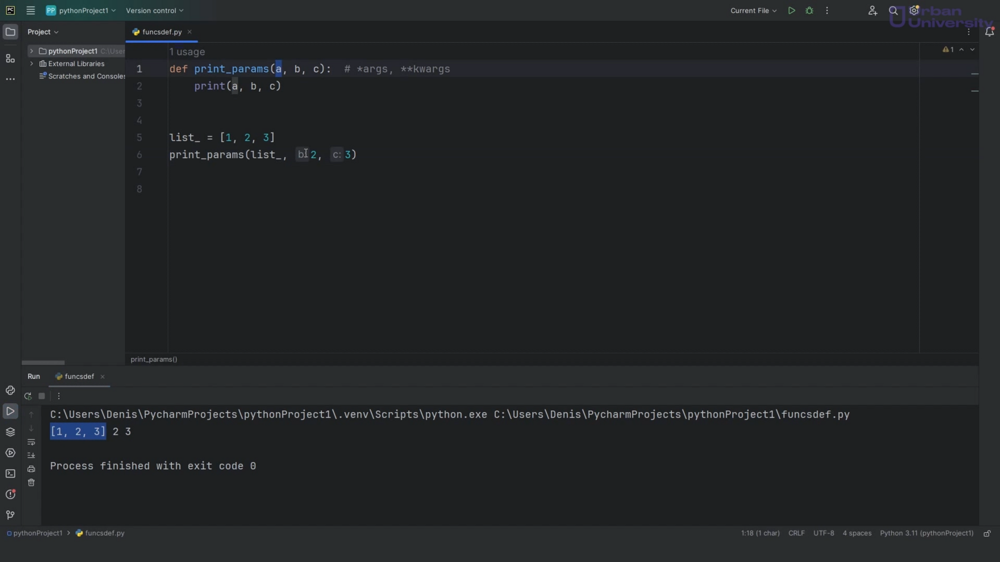 PC
PP pythonProject1
Version control
Current File
Urban
University
Project
funcsdef.py
pythonProject1 C:\User
External Libraries
Scratches and Consoles
1 usage
1
1 def print_params(a, b, c):  # *args, **kwargs
2     print(a, b, c)
3
4
5 list_ = [1, 2, 3]
6 print_params(list_, b: 2, c: 3)
7
8
print_params()
Run
funcsdef
C:\Users\Denis\PycharmProjects\pythonProject1\.venv\Scripts\python.exe C:\Users\Denis\PycharmProjects\pythonProject1\funcsdef.py
[1, 2, 3] 2 3
Process finished with exit code 0
pythonProject1 > funcsdef.py
1:18 (1 char) CRLF UTF-8 4 spaces Python 3.11 (pythonProject1)